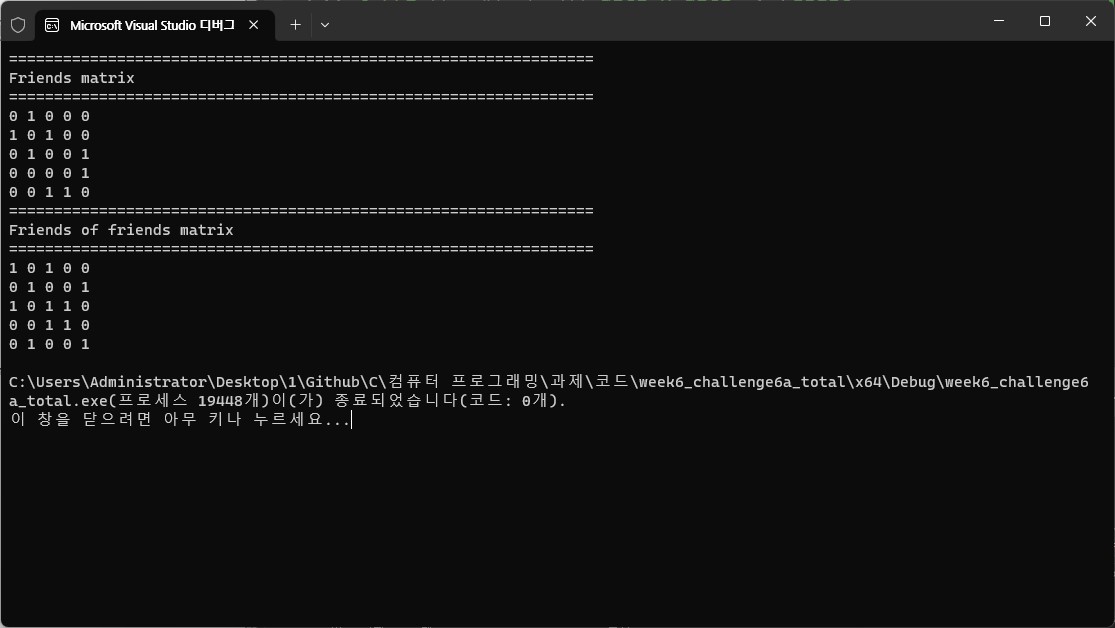 Microsoft Visual Studio 디버그
=================================================================
Friends matrix
=================================================================
0 1 0 0 0
1 0 1 0 0
0 1 0 0 1
0 0 0 0 1
0 0 1 1 0
=================================================================
Friends of friends matrix
=================================================================
1 0 1 0 0
0 1 0 0 1
1 0 1 1 0
0 0 1 1 0
0 1 0 0 1
C:\Users\Administrator\Desktop\1\Github\C\컴퓨터 프로그래밍\과제\코드\week6_challenge6a_total\x64\Debug\week6_challenge6
a_total.exe(프로세스 19448개)이(가) 종료되었습니다(코드: 0개).
이 창을 닫으려면 아무 키나 누르세요...